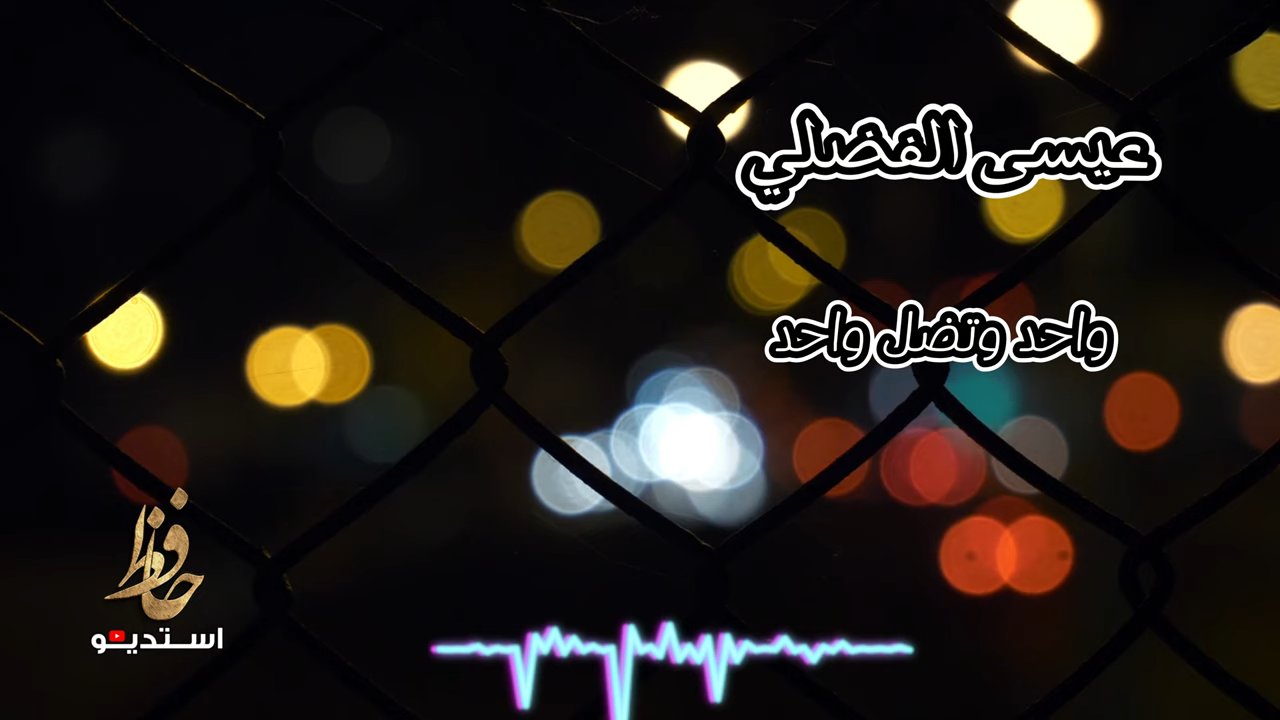 عيسى الفضلي
واحد وتضل واحد
حافظ
استديو